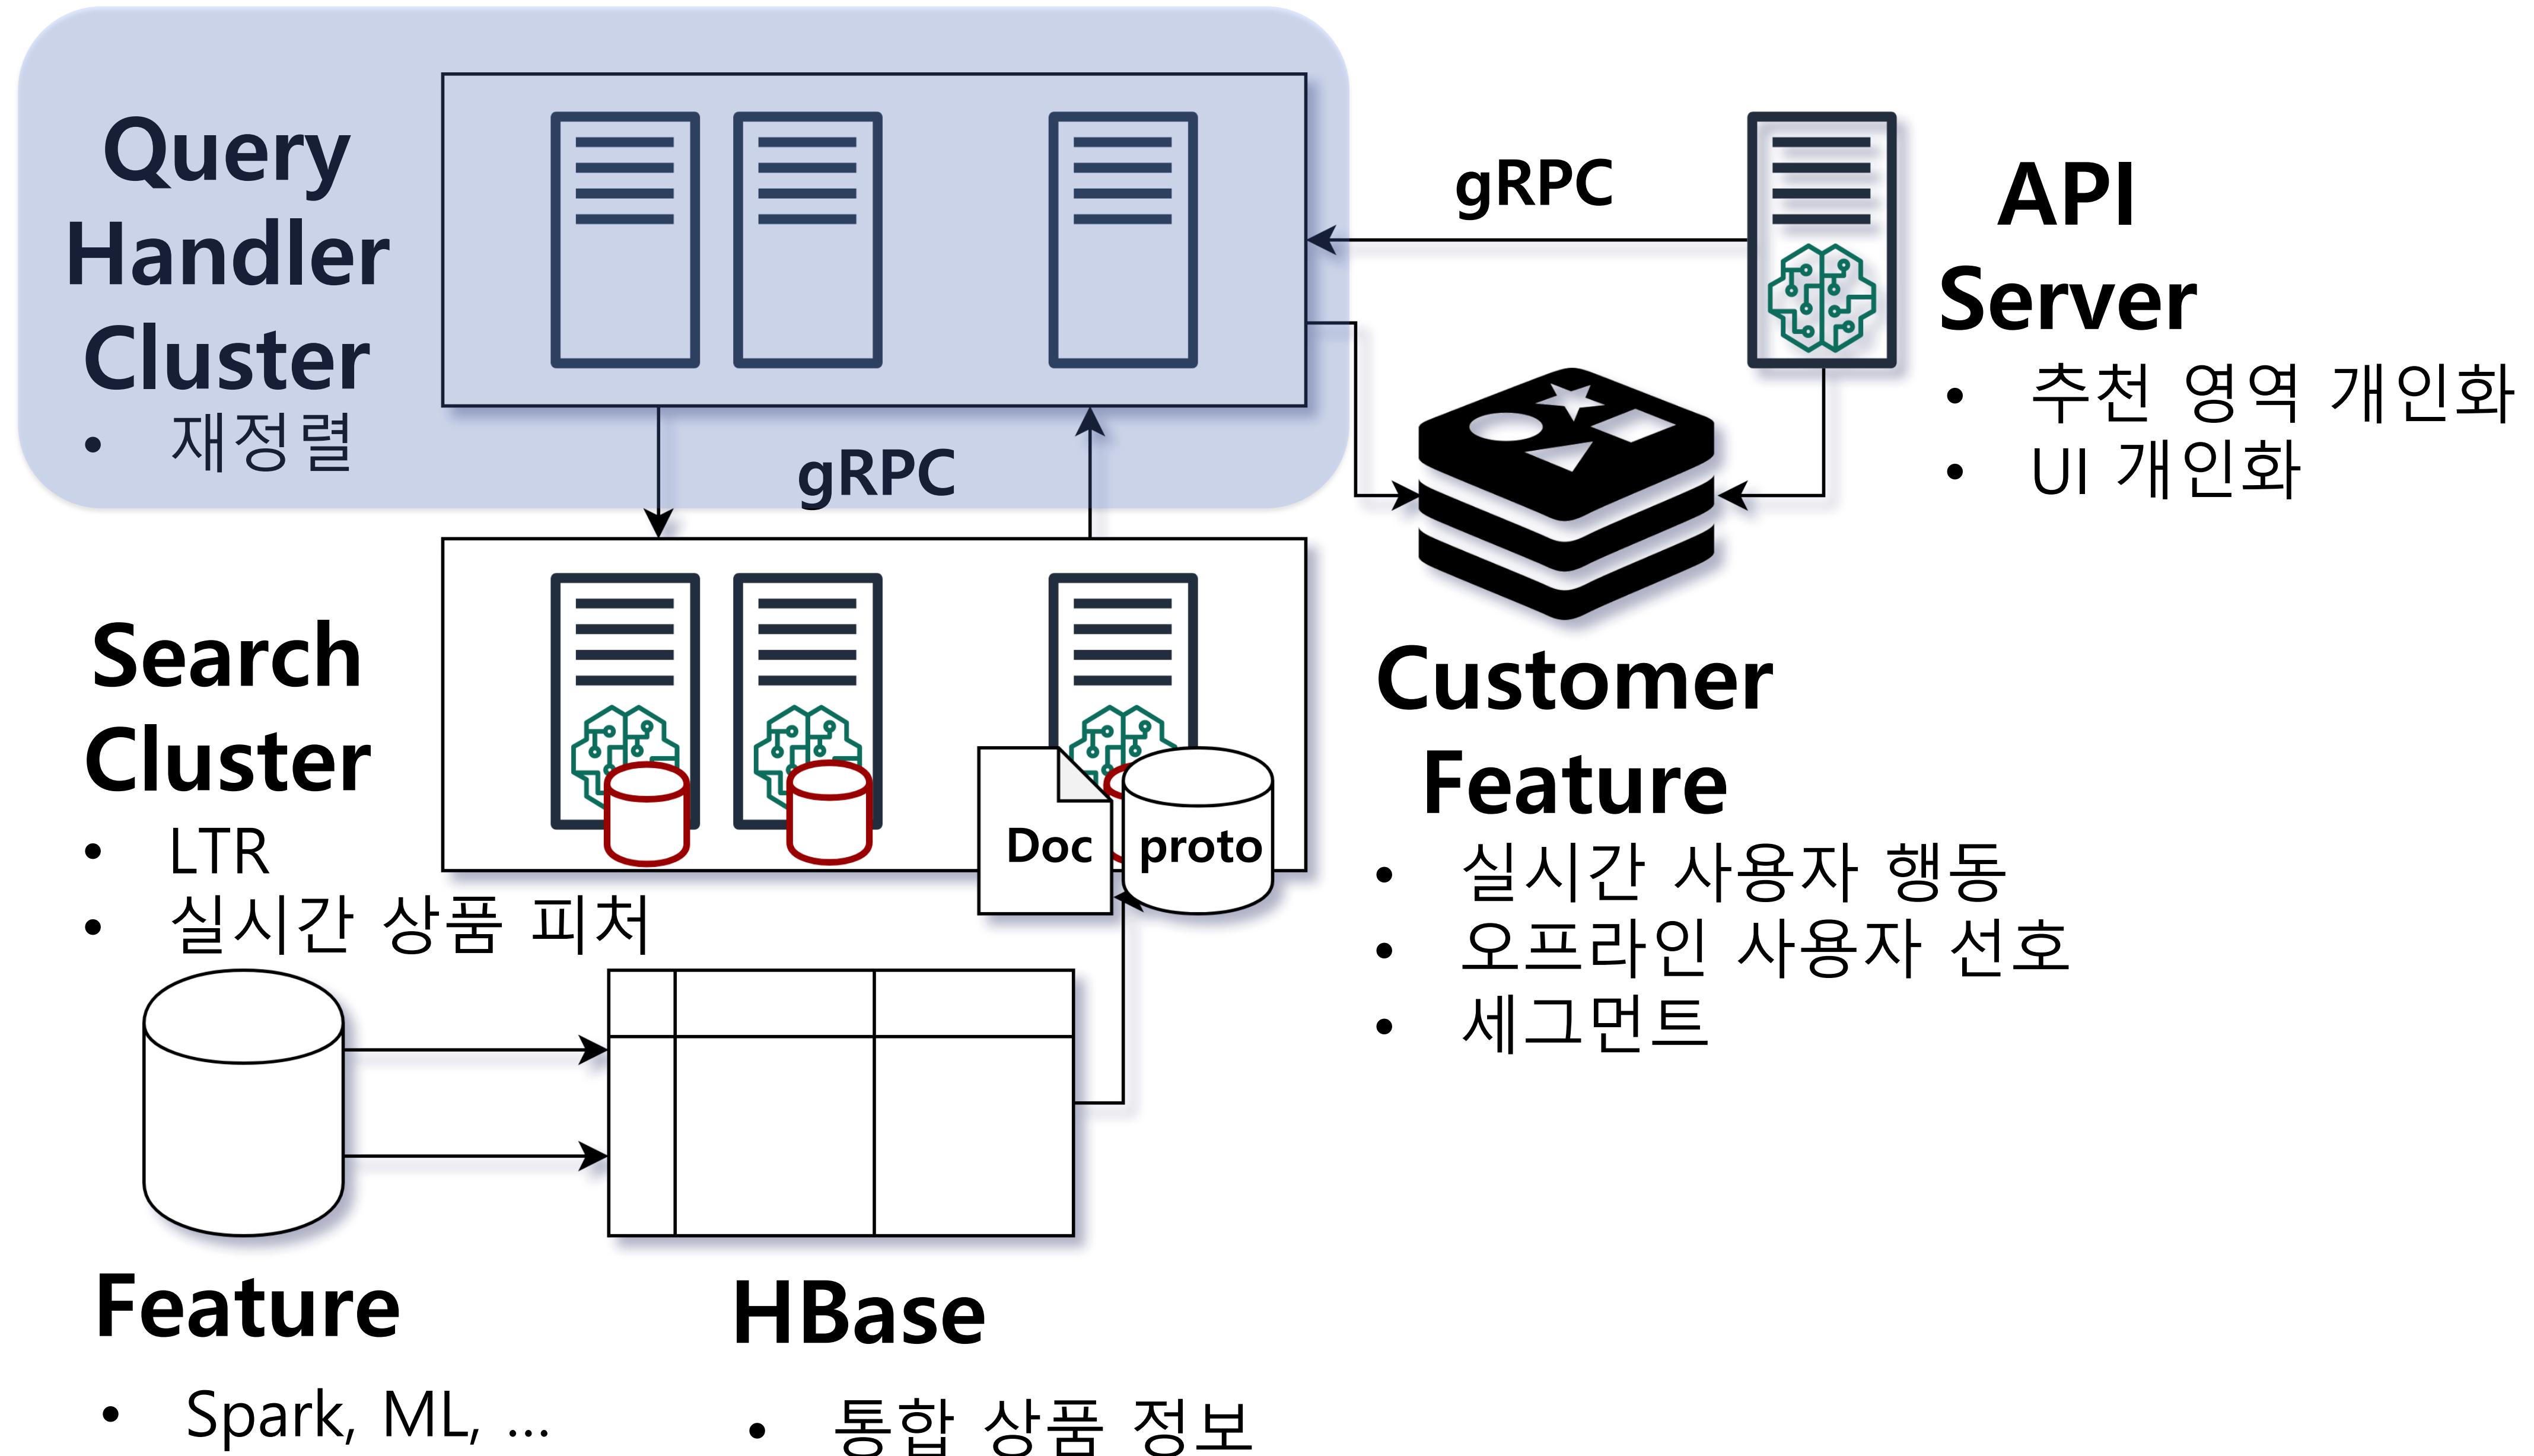 Query
Handler
Cluster
• 재정렬
gRPC
API
Server
• 추천 영역 개인화
• UI 개인화
gRPC
Search
Cluster
• LTR
• 실시간 상품 피처
Doc
proto
Customer
Feature
• 실시간 사용자 행동
• 오프라인 사용자 선호
• 세그먼트
Feature
• Spark, ML, ...
HBase
• 통합 상품 정보